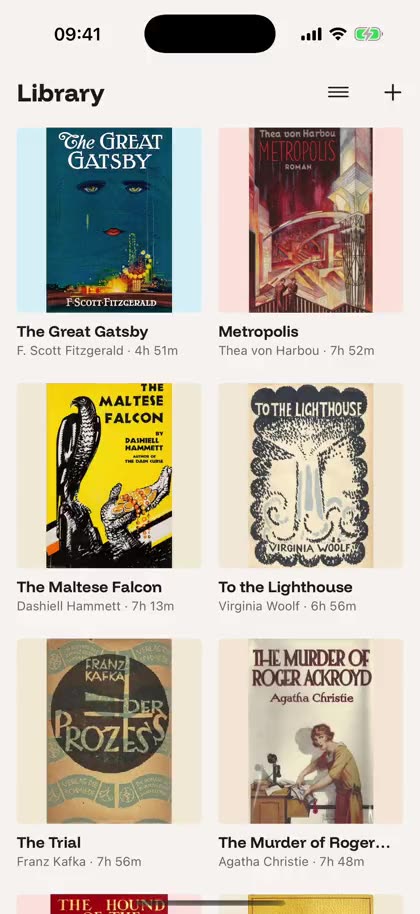 09:41
Library
The GREAT
GATSBY
F·SCOTT·FITZGERALD
Thea von Harbou
METROPOLIS
ROMAN
The Great Gatsby
F. Scott Fitzgerald · 4h 51m
Metropolis
Thea von Harbou · 7h 52m
THE
MALTESE
FALCON
BY
DASHIELL
HAMMETT
AUTHOR OF
THE DAIN CURSE
TO THE LIGHTHOUSE
VIRGINIA WOOLF
The Maltese Falcon
Dashiell Hammett · 7h 13m
To the Lighthouse
Virginia Woolf · 6h 56m
FRANZ
KAFKA
DER
PROZESS
THE MURDER OF
ROGER ACKROYD
Agatha Christie
The Trial
Franz Kafka · 7h 56m
The Murder of Roger...
Agatha Christie · 7h 48m
THE HOUND